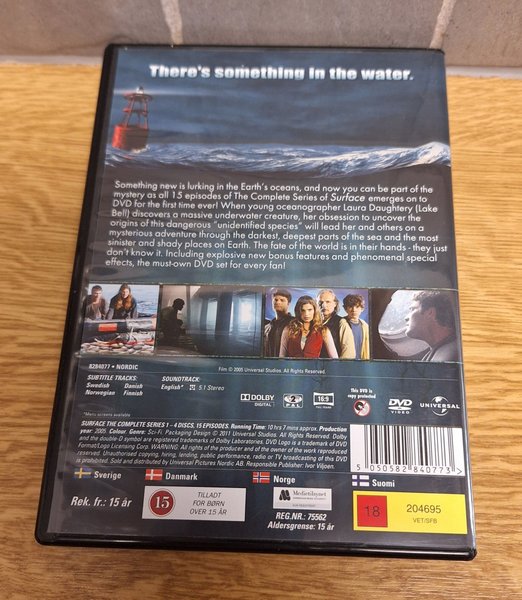 There's something in the water.
Something new is lurking in the Earth's oceans, and now you can be part of the
mystery as all 15 episodes of The Complete Series of Surface emerges on to
DVD for the first time ever! When young oceanographer Laura Daughtery (Lake
Bell) discovers a massive underwater creature, her obsession to uncover the
origins of this dangerous "unidentified species" will lead her and others on a
mysterious adventure through the darkest, deepest parts of the sea and the most
sinister and shady places on Earth. The fate of the world is in their hands - they just
don't know it. Including explosive new bonus features and phenomenal special
effects, the must-own DVD set for every fan!
Film © 2005 Universal Studios. All Rights Reserved.
8284077 • NORDIC
SUBTITLE TRACKS:
Swedish Danish
Norwegian Finnish
SOUNDTRACK:
English* 5.1 Stereo
DOLBY
DIGITAL
2
PAL
16:9
FULL FRAME
This DVD is
copy protected
DVD
VIDEO
UNIVERSAL
*Menu screens available
SURFACE THE COMPLETE SERIES 1 - 4 DISCS, 15 EPISODES. Running Time: 10 hrs 7 mins approx. Production
year: 2005. Colour. Genre: Sci-Fi. Packaging Design © 2011 Universal Studios. All Rights Reserved. Dolby
and the double-D symbol are registered trademarks of Dolby Laboratories. DVD Logo is a Trademark of DVD
Format/Logo Licensing Corp. WARNING: All rights of the producer and of the owner of the work reproduced
reserved. Unauthorised copying, hiring, lending, public performance, radio or TV broadcasting of this DVD
is prohibited. Sold and distributed by Universal Pictures Nordic AB. Responsible Publisher: Ivor Viljoen.
5 050582 840773 >
Sverige
Danmark
Norge
Suomi
Rek. fr.: 15 år
15
TILLADT
FOR BØRN
OVER 15 ÅR
Medietilsynet
REG.NR.: 75562
Aldersgrense: 15 år
18
204695
VET/SFB